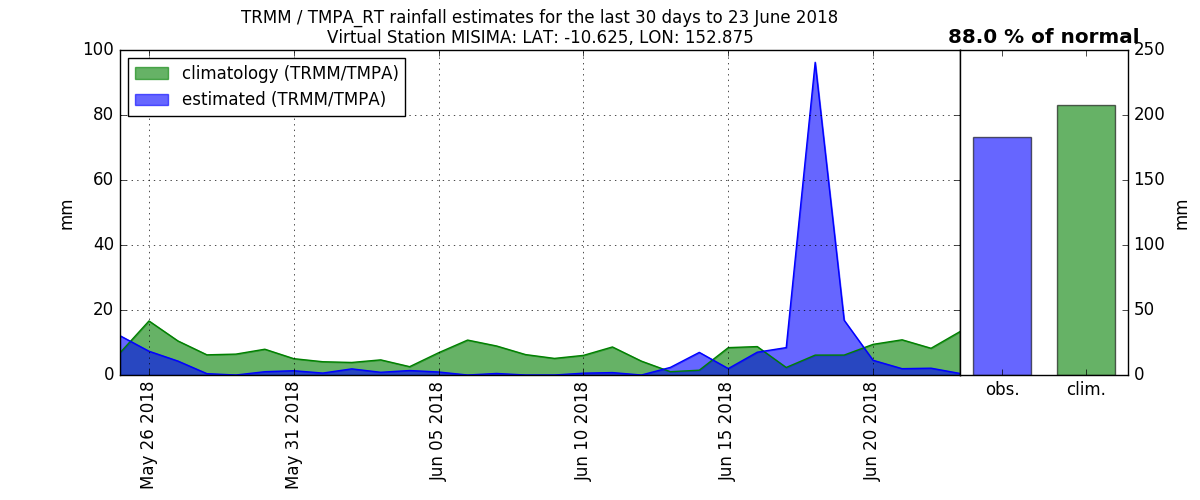 TRMM / TMPA_RT rainfall estimates for the last 30 days to 23 June 2018
Virtual Station MISIMA: LAT: -10.625, LON: 152.875
88.0 % of normal
climatology (TRMM/TMPA)
estimated (TRMM/TMPA)
mm
100
80
60
40
20
0
May 26 2018
May 31 2018
Jun 05 2018
Jun 10 2018
Jun 15 2018
Jun 20 2018
obs.
clim.
250
200
150
100
50
0
mm